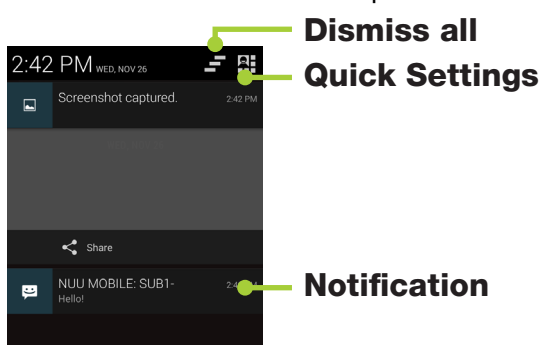 Dismiss all
2:42 PM WED, NOV 26
Quick Settings
Screenshot captured. 2:42 PM
Share
NUU MOBILE: SUB1-
Hello!
Notification